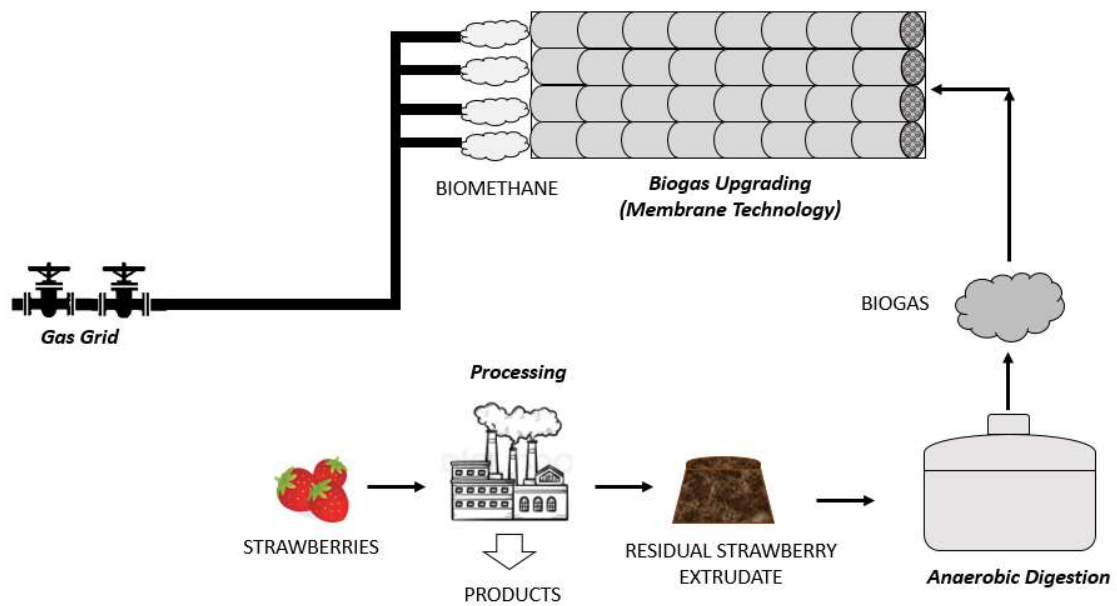 BIOMETHANE
Biogas Upgrading
(Membrane Technology)
BIOGAS
Gas Grid
Processing
STRAWBERRIES
PRODUCTS
RESIDUAL STRAWBERRY
EXTRUDATE
Anaerobic Digestion